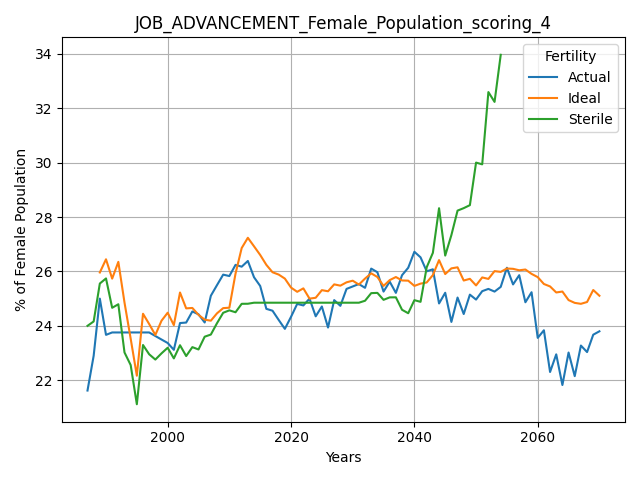 JOB_ADVANCEMENT_Female_Population_scoring_4
% of Female Population
34
32
30
28
26
24
22
2000
2020
2040
2060
Years
Fertility
Actual
Ideal
Sterile